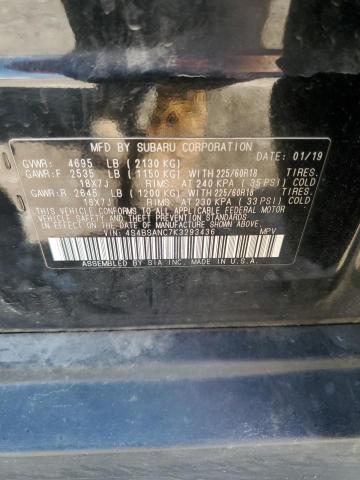 MFD BY SUBARU CORPORATION
GVWR: 4695 LB (2130 KG) DATE: 01/19
GAWR:F 2535 LB (1150 KG) WITH 225/60R18 TIRES.
18X7J RIMS. AT 240 KPA (35 PSI) COLD
GAWR:R 2645 LB (1200 KG) WITH 225/60R18 TIRES.
18X7J RIMS. AT 230 KPA (33 PSI) COLD
THIS VEHICLE CONFORMS TO ALL APPLICABLE FEDERAL MOTOR VEHICLE
SAFETY, BUMPER, AND THEFT PREVENTION STANDARDS IN EFFECT ON
THE DATE OF MANUFACTURE SHOWN ABOVE.
VIN: 4S4BSANC7K3293436 MPV
ASSEMBLED BY SIA INC. MADE IN U.S.A.